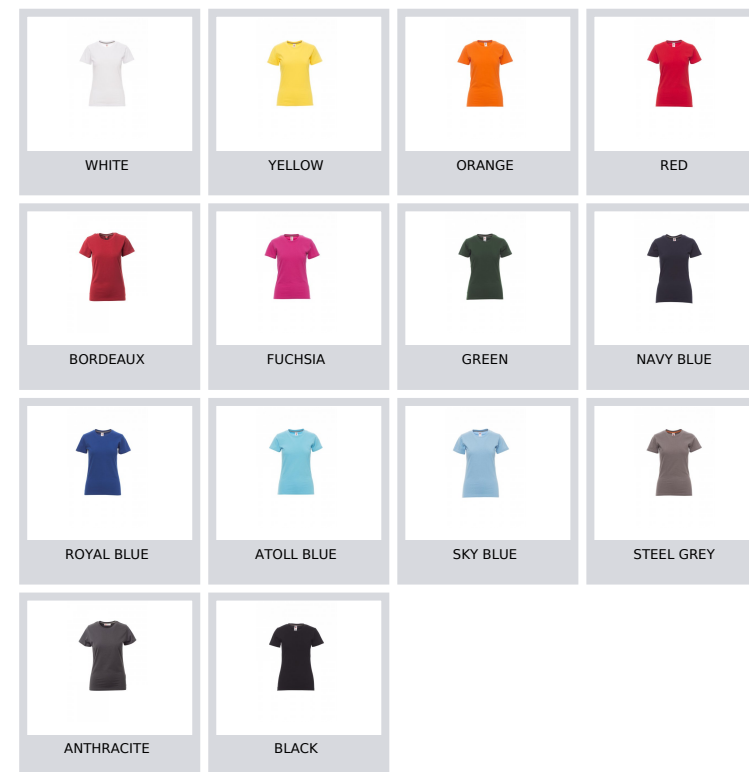 WHITE
YELLOW
ORANGE
RED
BORDEAUX
FUCHSIA
GREEN
NAVY BLUE
ROYAL BLUE
ATOLL BLUE
SKY BLUE
STEEL GREY
ANTHRACITE
BLACK